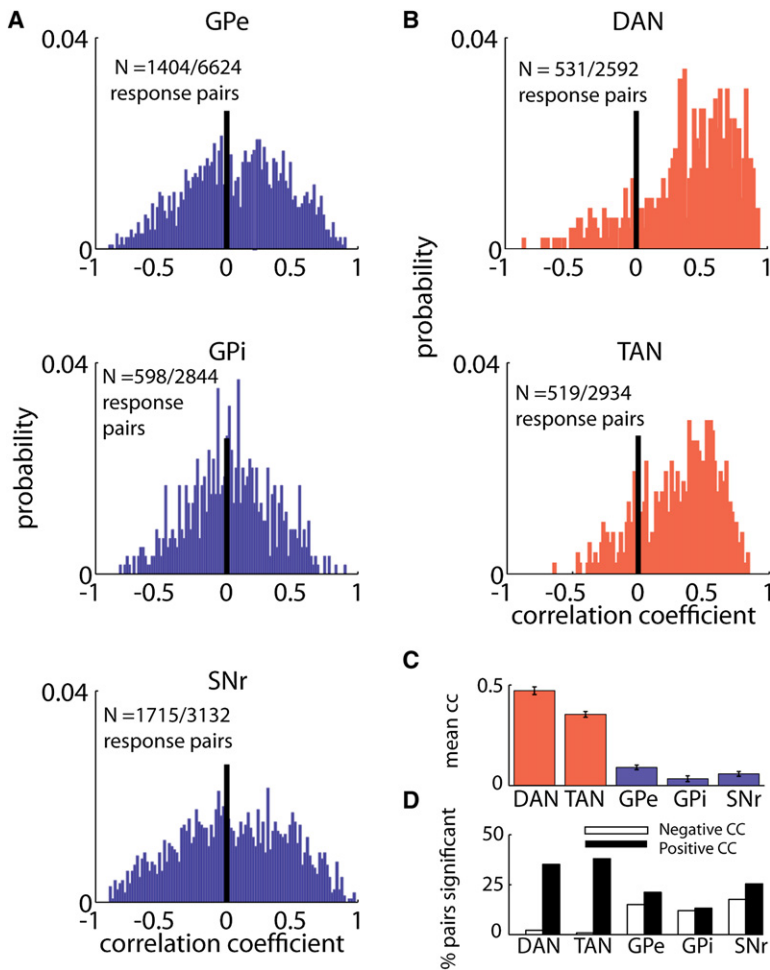 A
GPe
0.04
N =1404/6624
response pairs
0
-1 -0.5 0 0.5 1
GPi
0.04
N =598/2844
response
pairs
probability
0
-1 -0.5 0 0.5 1
SNr
0.04
N =1715/3132
response pairs
0
-1 -0.5 0 0.5 1
correlation coefficient
B
DAN
0.04
N = 531/2592
response pairs
probability
0
-1 -0.5 0 0.5 1
TAN
0.04
N =519/2934
response pairs
0
-1 -0.5 0 0.5 1
correlation coefficient
C
0.5
mean cc
0
DAN TAN GPe GPi SNr
D
50
Negative CC
Positive CC
25
% pairs significant
0
DAN TAN GPe GPi SNr